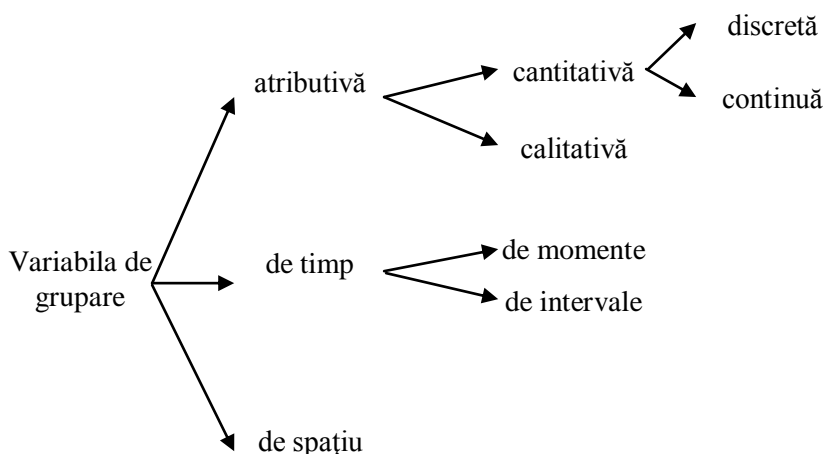 discretă
atributivă
cantitativă
continuă
calitativă
Variabila de
grupare
de timp
de momente
de intervale
de spațiu